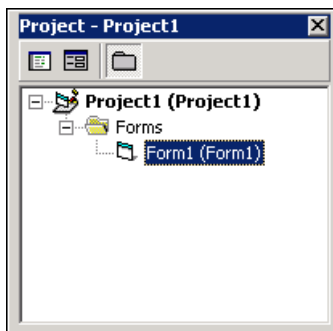 Project - Project1
Project1 (Project1)
Forms
Form1 (Form1)